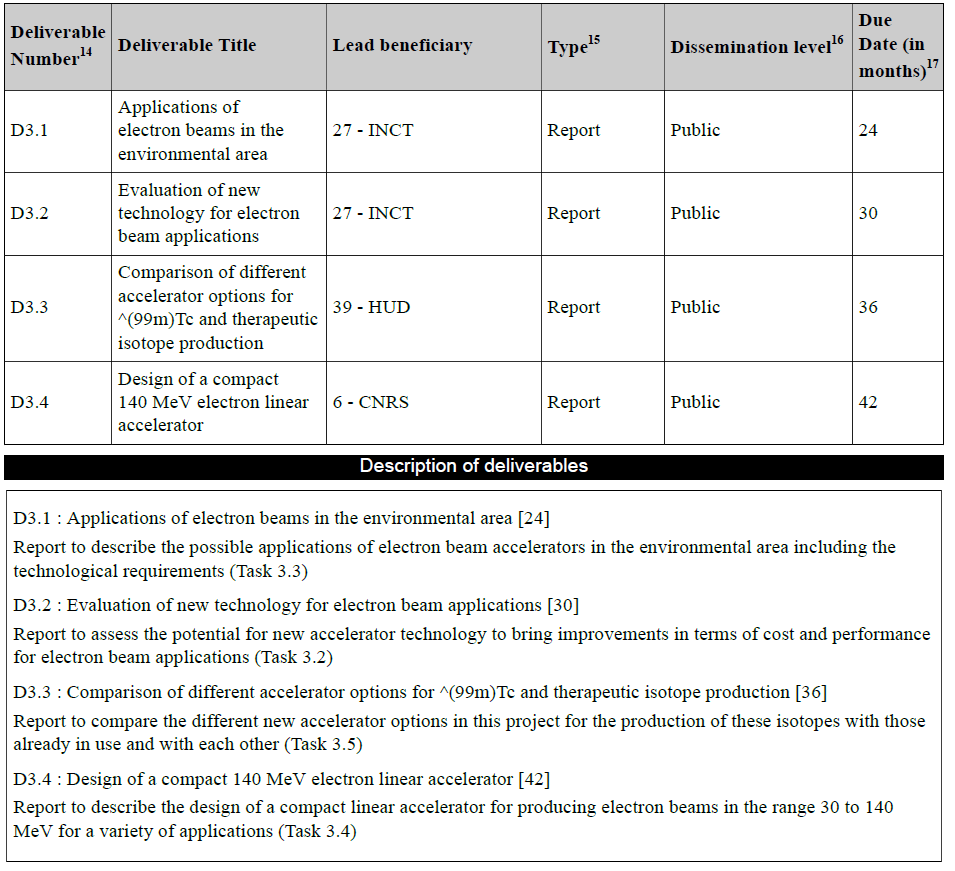 Deliverable Number14 Deliverable Title Lead beneficiary Type15 Dissemination level16 Due Date (in months)17
D3.1 Applications of electron beams in the environmental area 27 - INCT Report Public 24
D3.2 Evaluation of new technology for electron beam applications 27 - INCT Report Public 30
D3.3 Comparison of different accelerator options for ^(99m)Tc and therapeutic isotope production 39 - HUD Report Public 36
D3.4 Design of a compact 140 MeV electron linear accelerator 6 - CNRS Report Public 42
Description of deliverables
D3.1 : Applications of electron beams in the environmental area [24]
Report to describe the possible applications of electron beam accelerators in the environmental area including the
technological requirements (Task 3.3)
D3.2 : Evaluation of new technology for electron beam applications [30]
Report to assess the potential for new accelerator technology to bring improvements in terms of cost and performance
for electron beam applications (Task 3.2)
D3.3 : Comparison of different accelerator options for ^(99m)Tc and therapeutic isotope production [36]
Report to compare the different new accelerator options in this project for the production of these isotopes with those
already in use and with each other (Task 3.5)
D3.4 : Design of a compact 140 MeV electron linear accelerator [42]
Report to describe the design of a compact linear accelerator for producing electron beams in the range 30 to 140
MeV for a variety of applications (Task 3.4)